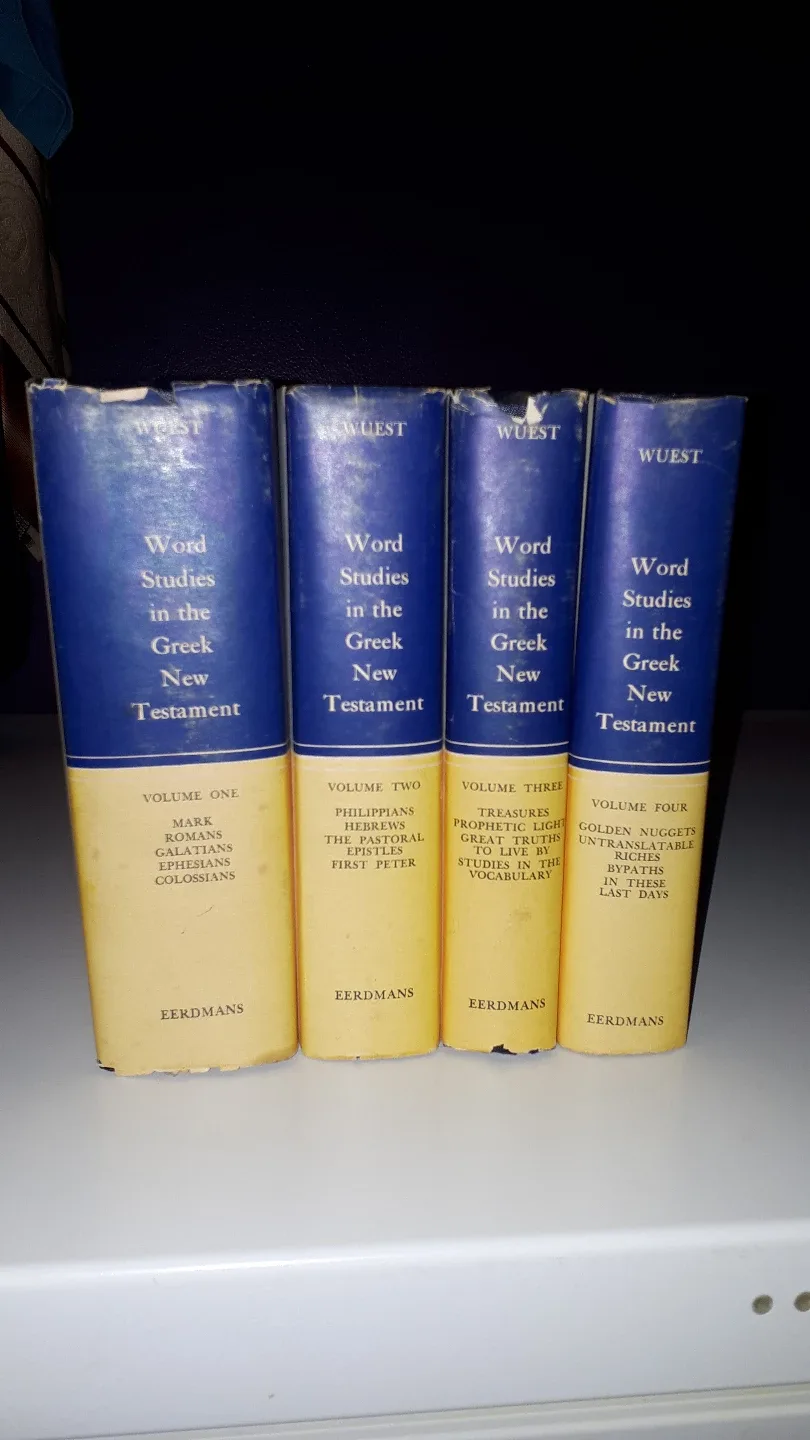 WUEST
Word
Studies
in the
Greek
New
Testament
VOLUME ONE
MARK
ROMANS
GALATIANS
EPHESIANS
COLOSSIANS
EERDMANS
WUEST
Word
Studies
in the
Greek
New
Testament
VOLUME TWO
PHILIPPIANS
HEBREWS
THE PASTORAL
EPISTLES
FIRST PETER
EERDMANS
WUEST
Word
Studies
in the
Greek
New
Testament
VOLUME THREE
TREASURES
PROPHETIC LIGHT
GREAT TRUTHS
TO LIVE BY
STUDIES IN THE
VOCABULARY
EERDMANS
WUEST
Word
Studies
in the
Greek
New
Testament
VOLUME FOUR
GOLDEN NUGGETS
UNTRANSLATABLE
RICHES
BYPATHS
IN THESE
LAST DAYS
EERDMANS